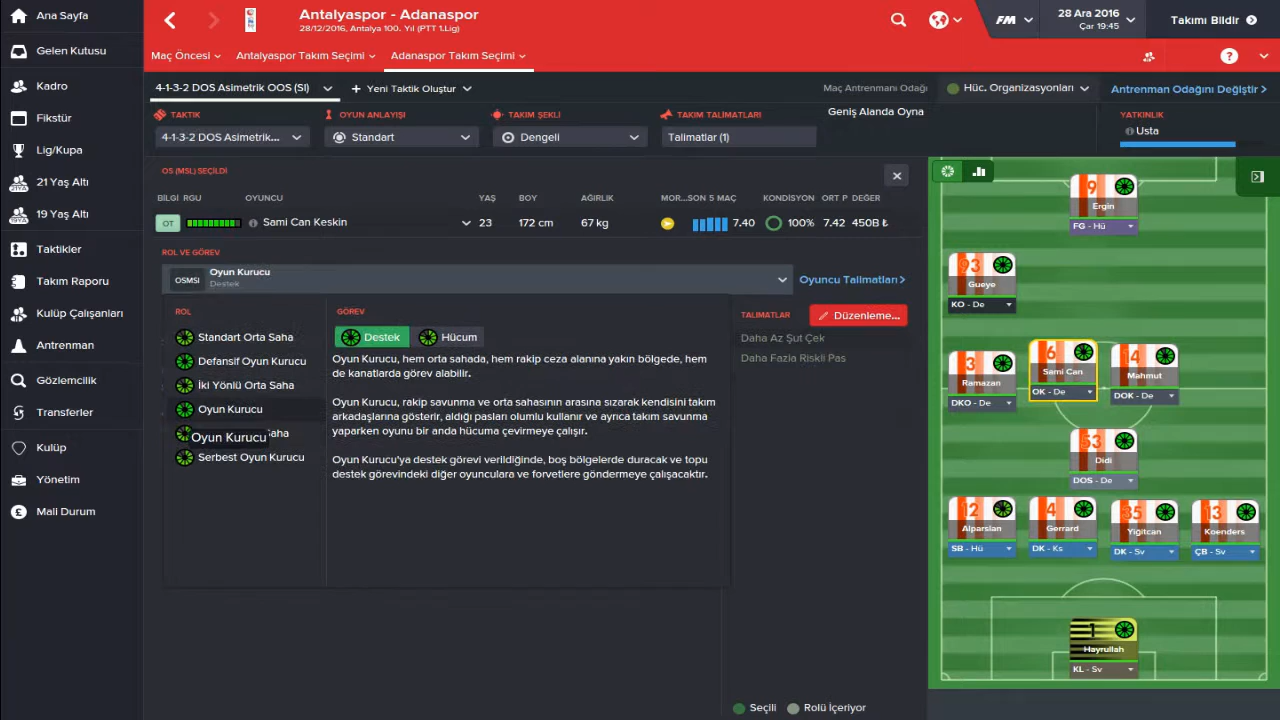 Ana Sayfa
Gelen Kutusu
Kadro
Fikstür
Lig/Kupa
21 Yaş Altı
19 Yaş Altı
Taktikler
Takım Raporu
Kulüp Çalışanları
Antrenman
Gözlemcilik
Transferler
Kulüp
Yönetim
Mali Durum
Antalyaspor - Adanaspor
28/12/2016, Antalya 100. Yıl (PTT 1.Lig)
FM
28 Ara 2016
Çar 19:45
Takımı Bildir
Maç Öncesi
Antalyaspor Takım Seçimi
Adanaspor Takım Seçimi
?
4-1-3-2 DOS Asimetrik OOS (Sl)
+ Yeni Taktik Oluştur
Maç Antrenmanı Odağı
Hüc. Organizasyonları
Antrenman Odağını Değiştir >
TAKTİK
4-1-3-2 DOS Asimetrik...
OYUN ANLAYIŞI
Standart
TAKIM ŞEKLİ
Dengeli
TAKIM TALİMATLARI
Talimatlar (1)
Geniş Alanda Oyna
YATKINLIK
Usta
OS (MSL) SEÇİLDİ
BİLGİ RGU OYUNCU YAŞ BOY AĞIRLIK MOR... SON 5 MAÇ KONDİSYON ORT P DEĞER
OT Sami Can Keskin 23 172 cm 67 kg 7.40 100% 7.42 450B ₺
ROL VE GÖREV
OSMSl
Oyun Kurucu
Destek
Oyuncu Talimatları >
ROL
Standart Orta Saha
Defansif Oyun Kurucu
İki Yönlü Orta Saha
Oyun Kurucu
Saha
Oyun Kurucu
Serbest Oyun Kurucu
GÖREV
Destek
Hücum
Oyun Kurucu, hem orta sahada, hem rakip ceza alanına yakın bölgede, hem
de kanatlarda görev alabilir.
Oyun Kurucu, rakip savunma ve orta sahasının arasına sızarak kendisini takım
arkadaşlarına gösterir, aldığı pasları olumlu kullanır ve ayrıca takım savunma
yaparken oyunu bir anda hücuma çevirmeye çalışır.
Oyun Kurucu'ya destek görevi verildiğinde, boş bölgelerde duracak ve topu
destek görevindeki diğer oyunculara ve forvetlere göndermeye çalışacaktır.
TALIMATLAR
Düzenleme...
Daha Az Şut Çek
Daha Fazla Riskli Pas
Seçili
Rolü İçeriyor
9
Ergin
FG - Hü
93
Gueye
KO - De
3
Ramazan
DKO - De
6
Sami Can
OK - De
14
Mahmut
DOK - De
53
Didi
DOS - De
12
Alparslan
SB - Hü
4
Gerrard
DK - Ks
35
Yiğitcan
DK - Sv
13
Koenders
ÇB - Sv
1
Hayrullah
KL - Sv